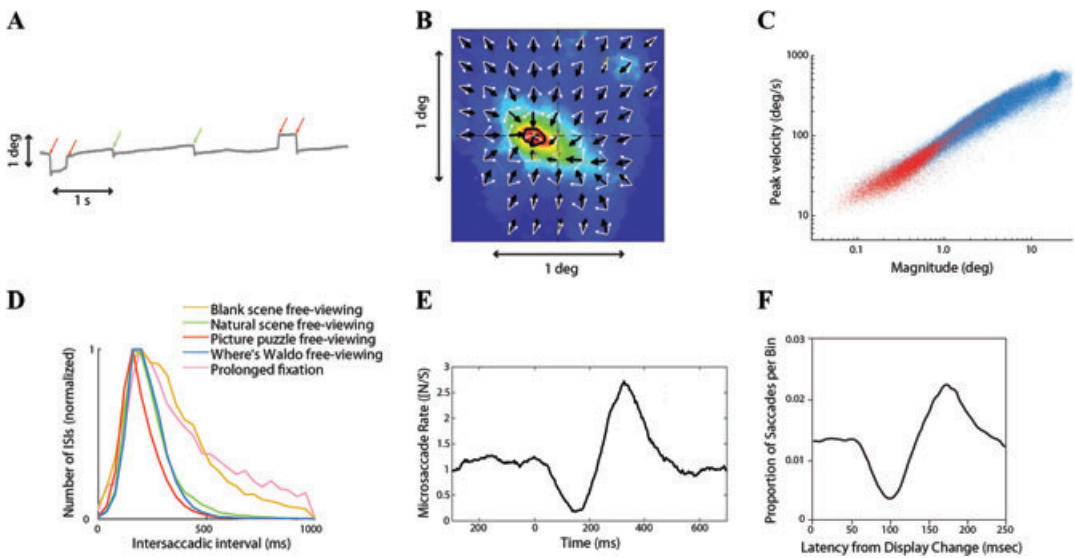 A
1 deg
1 s
B
1 deg
1 deg
C
Peak velocity (deg/s)
1000
100
10
0.1
1.0
10
Magnitude (deg)
D
Blank scene free-viewing
Natural scene free-viewing
Picture puzzle free-viewing
Where's Waldo free-viewing
Prolonged fixation
Number of ISIs (normalized)
1
0
0
500
1000
Intersaccadic interval (ms)
E
Microsaccade Rate ([N/S)
3
2.5
2
1.5
1
0.5
0
300
0
200
400
600
Time (ms)
F
Proportion of Saccades per Bin
0.03
0.02
0.01
0.0
0
50
100
150
200
250
Latency from Display Change (msec)